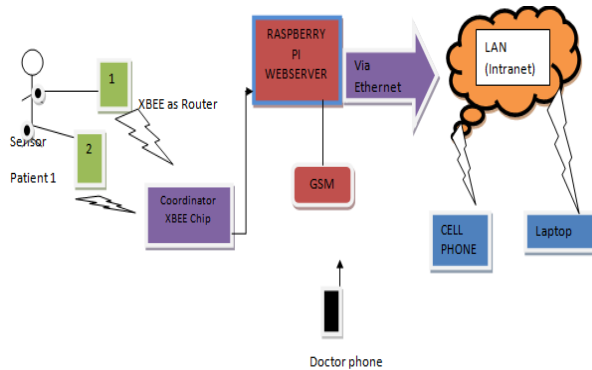 1
XBEE as Router
Sensor
2
Patient 1
Coordinator
XBEE Chip
RASPBERRY
PI
WEBSERVER
Via
Ethernet
LAN
(Intranet)
GSM
CELL
PHONE
Laptop
Doctor phone